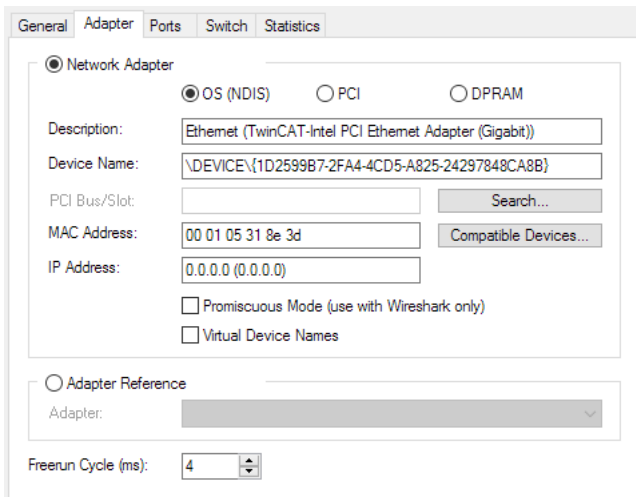 General Adapter Ports Switch Statistics
Network Adapter
OS (NDIS) PCI DPRAM
Description: Ethernet (TwinCAT-Intel PCI Ethernet Adapter (Gigabit))
Device Name: \DEVICE\{1D2599B7-2FA4-4CD5-A825-24297848CA8B}
PCI Bus/Slot: Search...
MAC Address: 00 01 05 31 8e 3d Compatible Devices...
IP Address: 0.0.0.0 (0.0.0.0)
Promiscuous Mode (use with Wireshark only)
Virtual Device Names
Adapter Reference
Adapter:
Freerun Cycle (ms): 4